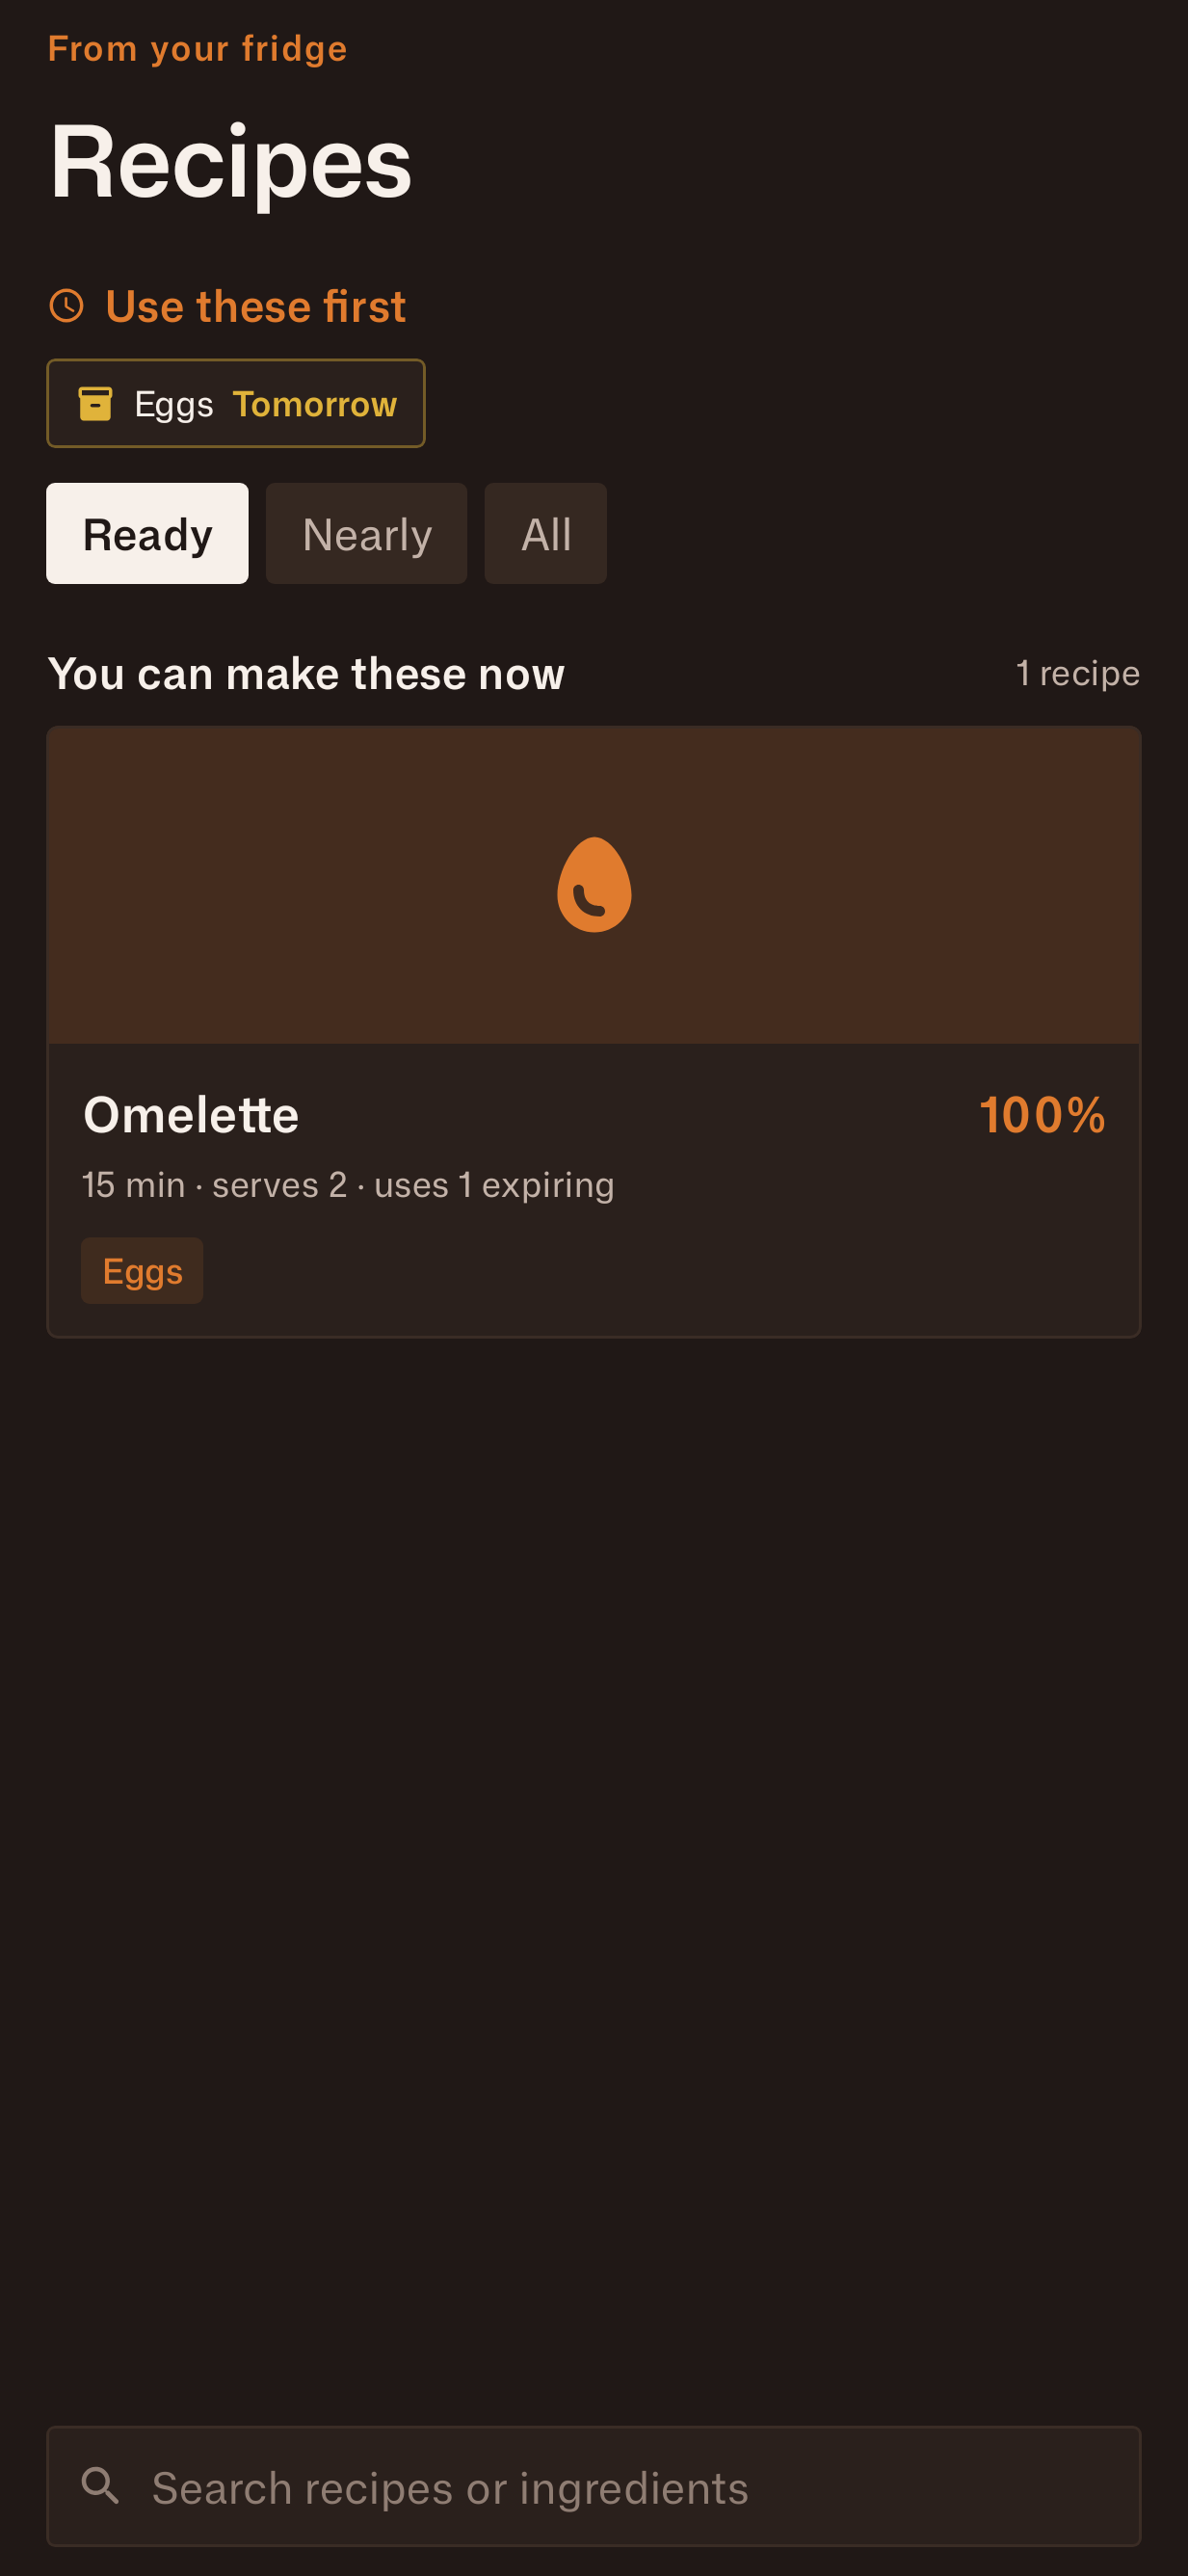 From your fridge
Recipes
Use these first
Eggs Tomorrow
Ready Nearly All
You can make these now 1 recipe
Omelette 100%
15 min · serves 2 · uses 1 expiring
Eggs
Search recipes or ingredients